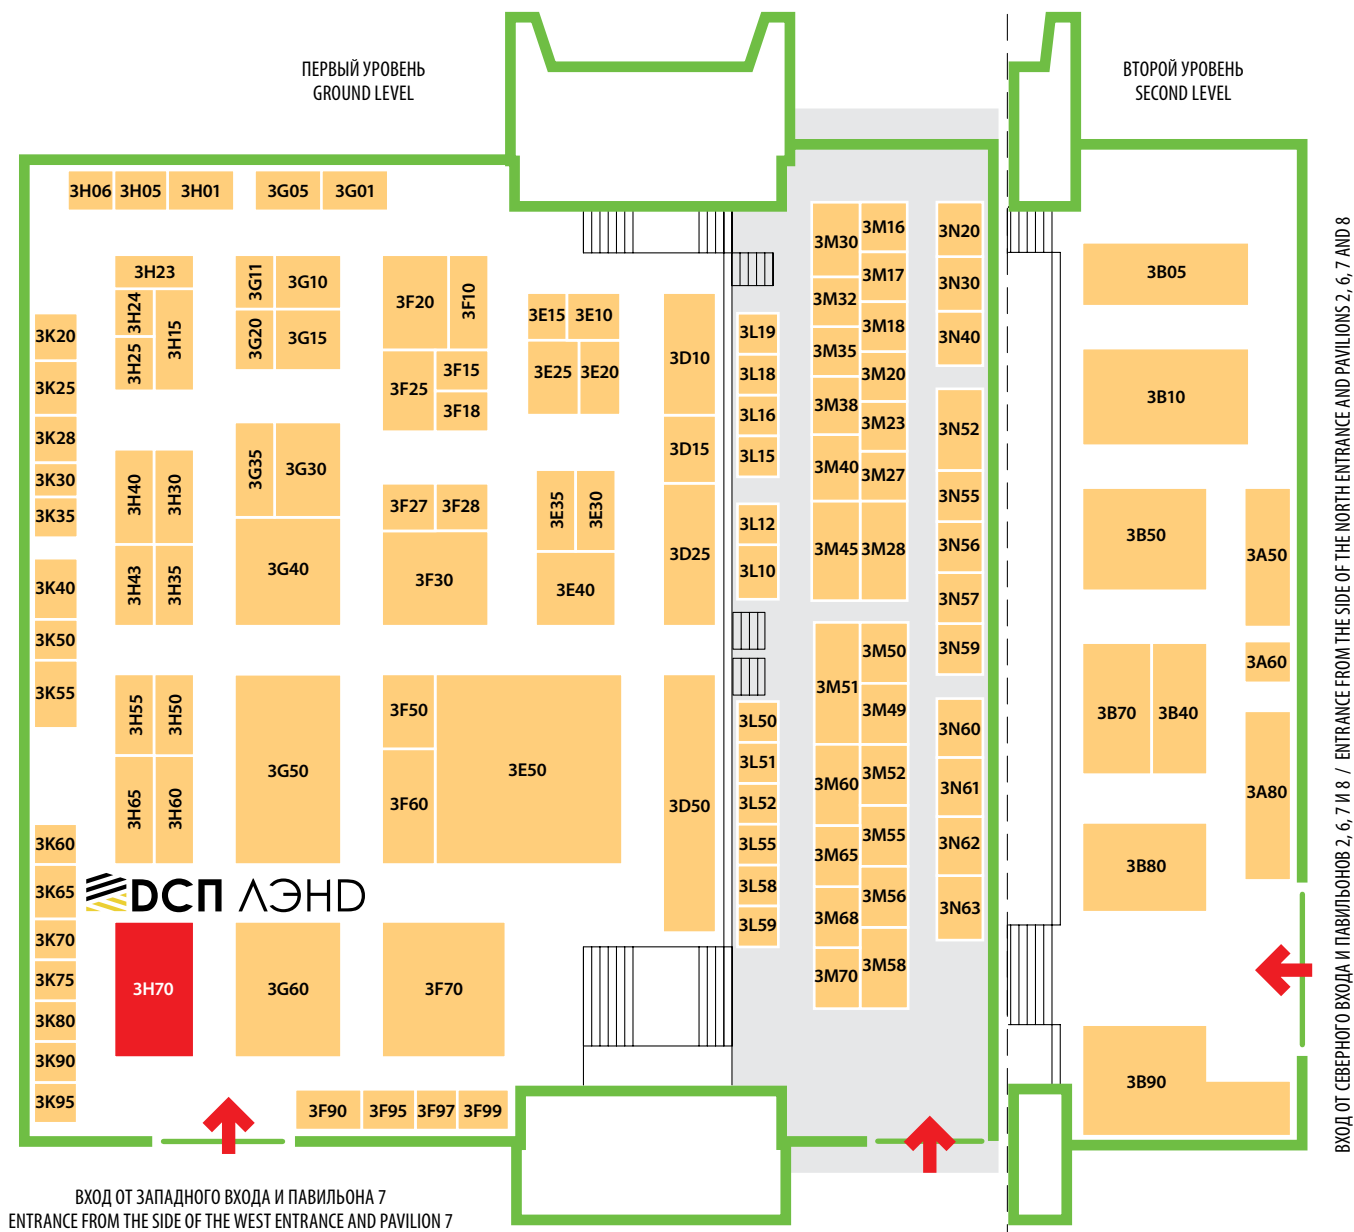 ПЕРВЫЙ УРОВЕНЬ
GROUND LEVEL
ВТОРОЙ УРОВЕНЬ
SECOND LEVEL
3H06 3H05 3H01 3G05 3G01
3H23
3H24
3H25
3H15
3G11
3G10
3G20
3G15
3F20
3F10
3F25
3F15
3F18
3E15
3E10
3E25
3E20
3D10
3D15
3D25
3K20
3K25
3K28
3K30
3K35
3K40
3K50
3K55
3H40
3H30
3H43
3H35
3G35
3G30
3G40
3F27
3F28
3F30
3E35
3E30
3E40
3H55
3H50
3H65
3H60
3G50
3F50
3F60
3E50
3D50
3K60
3K65
3K70
3K75
3K80
3K90
3K95
ДСП ЛЭНД
3H70
3G60
3F70
3F90
3F95
3F97
3F99
3L19
3L18
3L16
3L15
3L12
3L10
3L50
3L51
3L52
3L55
3L58
3L59
3M30
3M32
3M35
3M38
3M40
3M45
3M16
3M17
3M18
3M20
3M23
3M27
3M28
3M51
3M60
3M65
3M68
3M70
3M50
3M49
3M52
3M55
3M56
3M58
3N20
3N30
3N40
3N52
3N55
3N56
3N57
3N59
3N60
3N61
3N62
3N63
3B05
3B10
3B50
3A50
3B70
3B40
3A60
3A80
3B80
3B90
ВХОД ОТ СЕВЕРНОГО ВХОДА И ПАВИЛЬОНОВ 2, 6, 7 И 8 / ENTRANCE FROM THE SIDE OF THE NORTH ENTRANCE AND PAVILIONS 2, 6, 7 AND 8
ВХОД ОТ ЗАПАДНОГО ВХОДА И ПАВИЛЬОНА 7
ENTRANCE FROM THE SIDE OF THE WEST ENTRANCE AND PAVILION 7